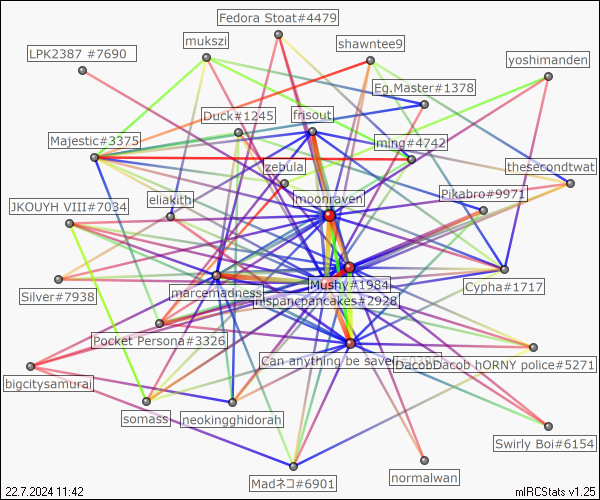 Fedora Stoat#4479
mukszi
shawntee9
LPK2387 #7690
yoshimanden
Eg.Master#1378
Duck#1245
frisout
Majestic#3375
ming#4742
zebula
thesecondtwat
Pikabro#9971
eliakith
moonraven
JKOUYH VIII#7034
Cypha#1717
Mushy#1984
marcemadness
Silver#7938
Hispancpancakes#2928
Pocket Persona#3326
Can anything be saved?
DacobDacob hORNY police#5271
bigcitysamurai
somass
neokingghidorah
Swirly Boi#6154
normalwan
Madネコ#6901
22.7.2024 11:42
mIRCStats v1.25